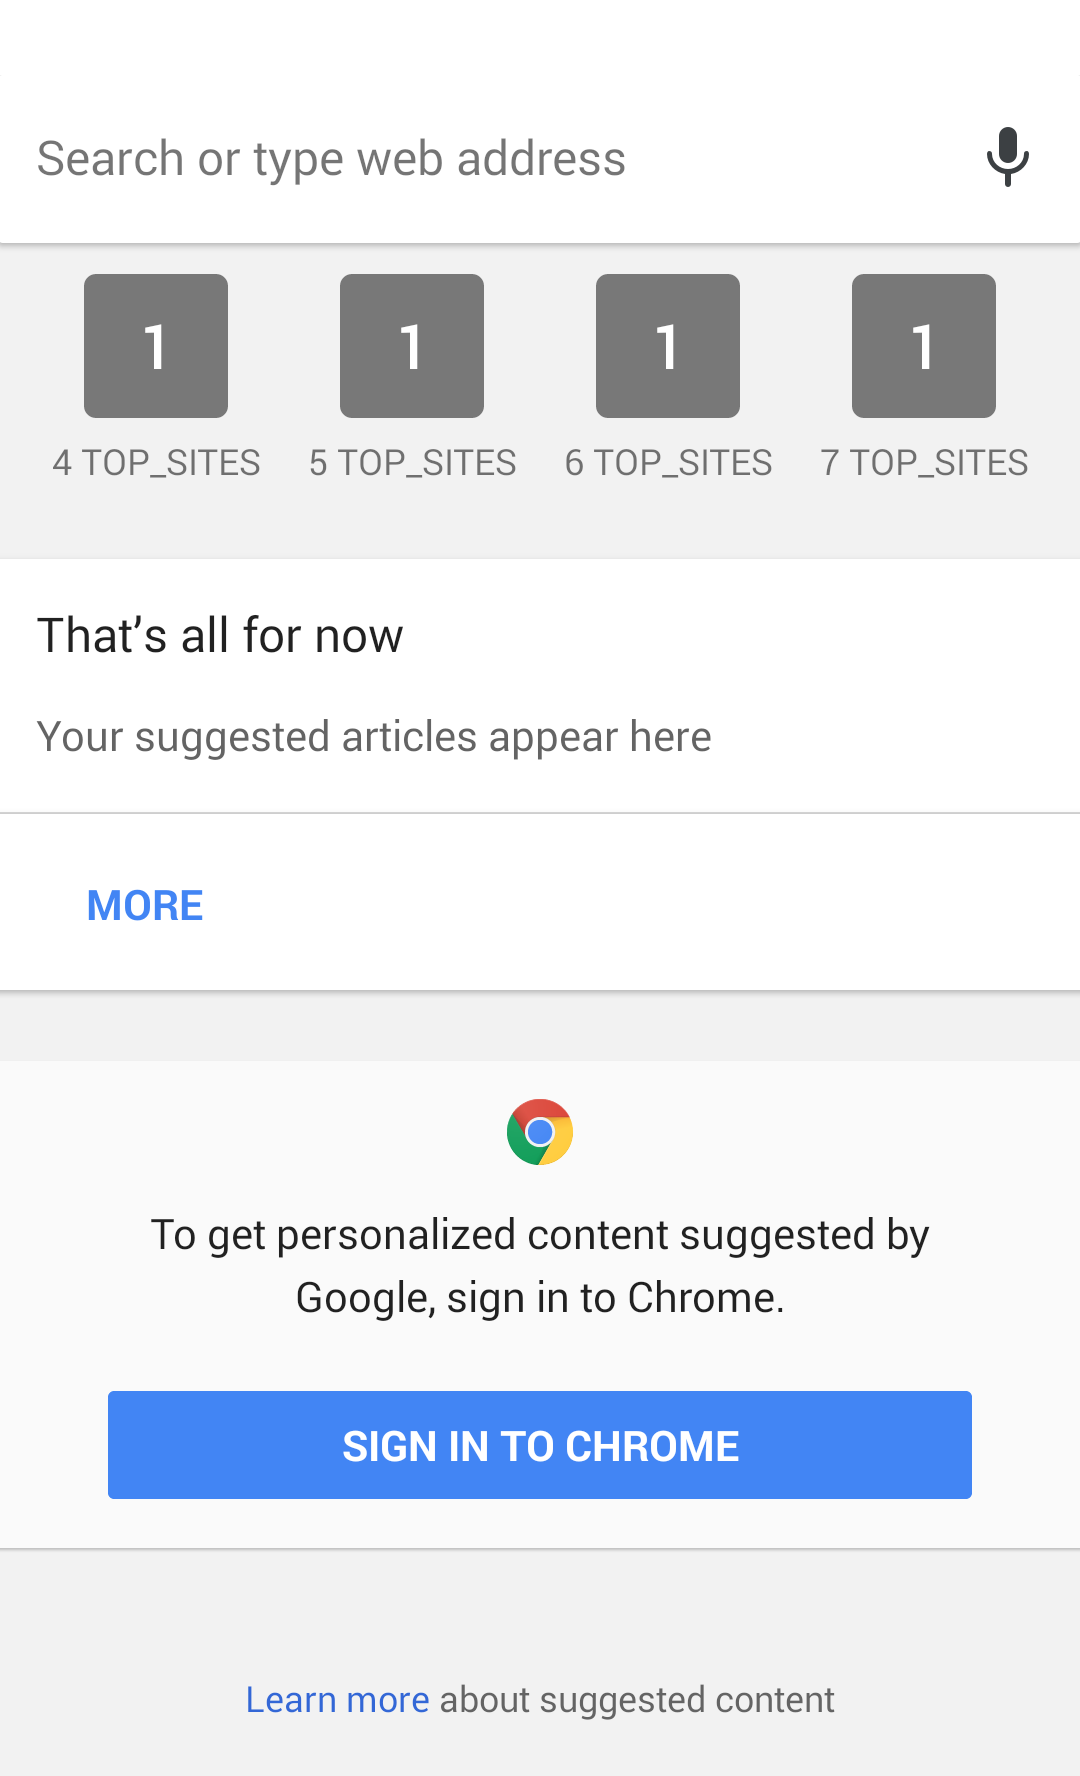 Search or type web address
1 1 1 1
4 TOP_SITES 5 TOP_SITES 6 TOP_SITES 7 TOP_SITES
That’s all for now
Your suggested articles appear here
MORE
To get personalized content suggested by
Google, sign in to Chrome.
SIGN IN TO CHROME
Learn more about suggested content